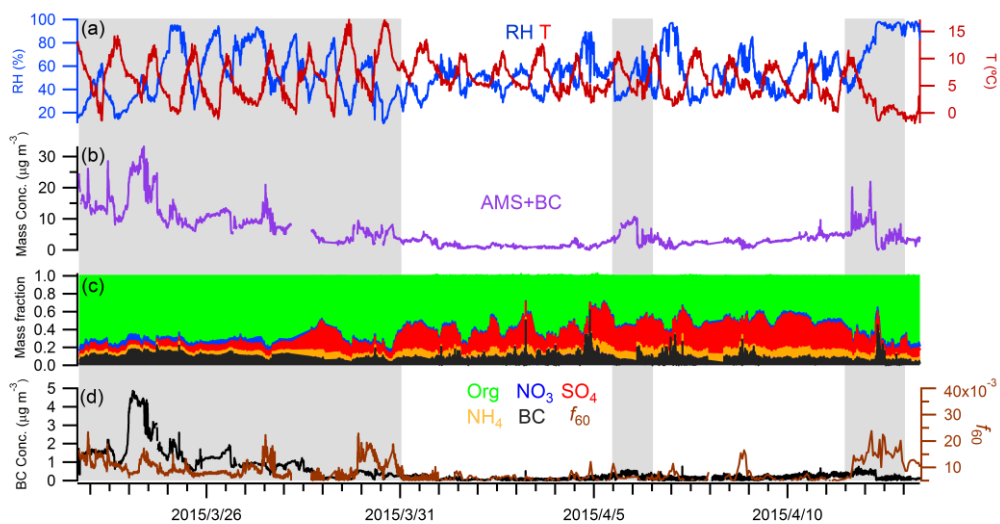 (a)
RH T
100
80
60
40
20
RH (%)
15
10
5
0
T (ºC)
(b)
30
20
10
0
Mass Conc. (µg m-3)
AMS+BC
(c)
1.0
0.8
0.6
0.4
0.2
0.0
Mass fraction
(d)
5
4
3
2
1
0
BC Conc. (µg m-3)
Org NO3 SO4
NH4 BC f60
40x10-3
30
20
10
f60
2015/3/26 2015/3/31 2015/4/5 2015/4/10